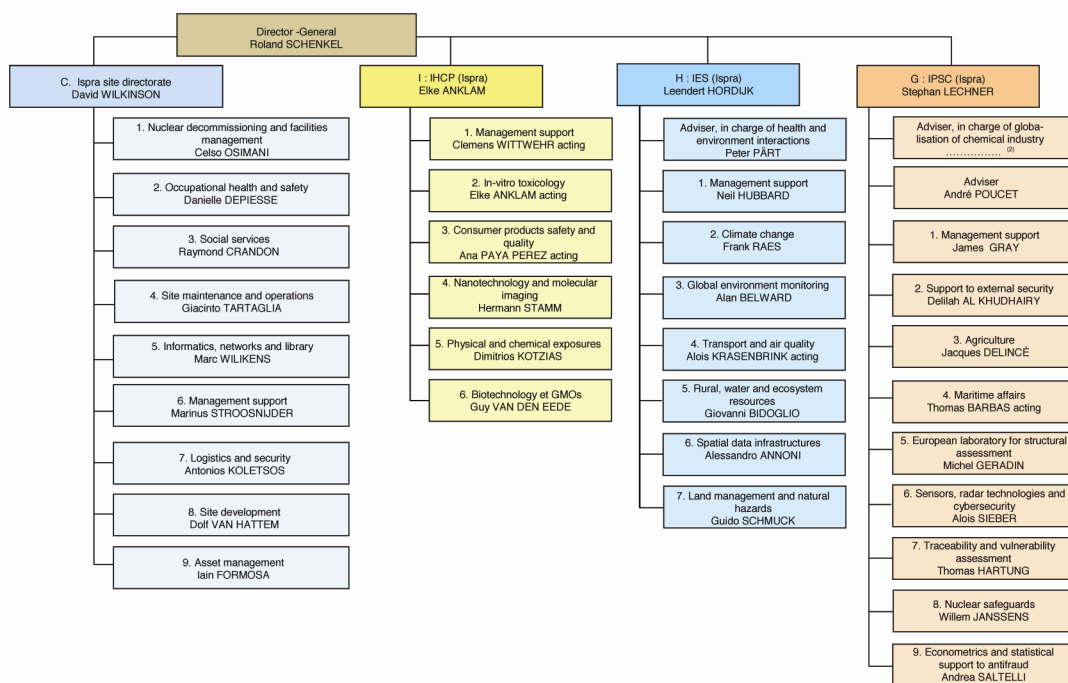 Director -General
Roland SCHENKEL
C. Ispra site directorate
David WILKINSON
1. Nuclear decommissioning and facilities
management
Celso OSIMANI
2. Occupational health and safety
Danielle DEPIESSE
3. Social services
Raymond CRANDON
4. Site maintenance and operations
Giacinto TARTAGLIA
5. Informatics, networks and library
Marc WILIKENS
6. Management support
Marinus STROOSNIJDER
7. Logistics and security
Antonios KOLETSOS
8. Site development
Dolf VAN HATTEM
9. Asset management
Iain FORMOSA
I : IHCP (Ispra)
Elke ANKLAM
1. Management support
Clemens WITTWEHR acting
2. In-vitro toxicology
Elke ANKLAM acting
3. Consumer products safety and
quality
Ana PAYA PEREZ acting
4. Nanotechnology and molecular
imaging
Hermann STAMM
5. Physical and chemical exposures
Dimitrios KOTZIAS
6. Biotechnology et GMOs
Guy VAN DEN EEDE
H : IES (Ispra)
Leendert HORDIJK
Adviser, in charge of health and
environment interactions
Peter PÄRT
1. Management support
Neil HUBBARD
2. Climate change
Frank RAES
3. Global environment monitoring
Alan BELWARD
4. Transport and air quality
Alois KRASENBRINK acting
5. Rural, water and ecosystem
resources
Giovanni BIDOGLIO
6. Spatial data infrastructures
Alessandro ANNONI
7. Land management and natural
hazards
Guido SCHMUCK
G : IPSC (Ispra)
Stephan LECHNER
Adviser, in charge of globa-
lisation of chemical industry
................ (2)
Adviser
André POUCET
1. Management support
James GRAY
2. Support to external security
Delilah AL KHUDHAIRY
3. Agriculture
Jacques DELINCÉ
4. Maritime affairs
Thomas BARBAS acting
5. European laboratory for structural
assessment
Michel GERADIN
6. Sensors, radar technologies and
cybersecurity
Alois SIEBER
7. Traceability and vulnerability
assessment
Thomas HARTUNG
8. Nuclear safeguards
Willem JANSSENS
9. Econometrics and statistical
support to antifraud
Andrea SALTELLI